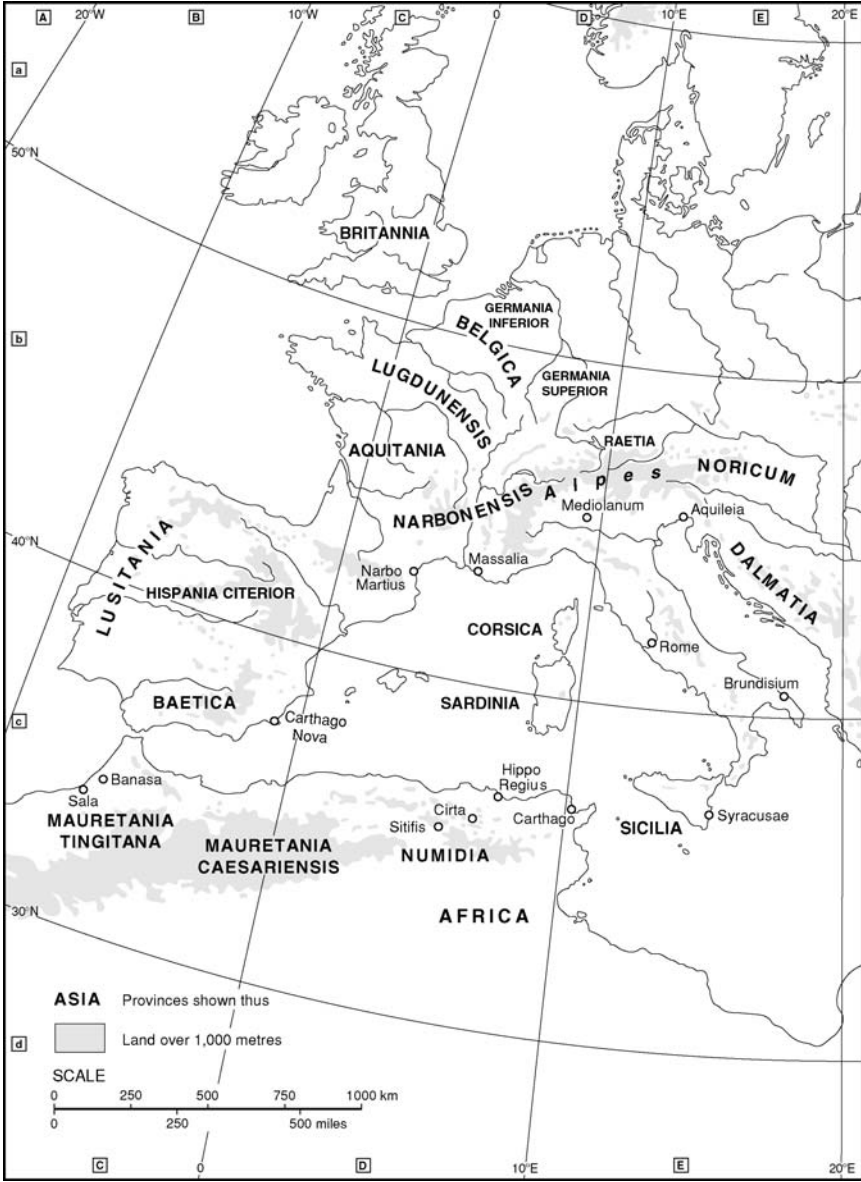 A
20°W
B
10°W
C
0
D
10°E
E
20°E
a
50°N
BRITANNIA
GERMANIA
INFERIOR
BELGICA
b
LUGDUNENSIS
GERMANIA
SUPERIOR
AQUITANIA
RAETIA
NORICUM
NARBONENSIS
Alpes
Mediolanum
Aquileia
40°N
LUSITANIA
DALMATIA
Narbo
Martius
Massalia
HISPANIA CITERIOR
CORSICA
Rome
BAETICA
SARDINIA
Brundisium
c
Carthago
Nova
Banasa
Sala
Hippo
Regius
MAURETANIA
TINGITANA
Cirta
Sitifis
Carthago
SICILIA
Syracusae
MAURETANIA
CAESARIENSIS
NUMIDIA
30°N
AFRICA
ASIA Provinces shown thus
Land over 1,000 metres
d
SCALE
0 250 500 750 1000 km
0 250 500 miles
C
0
D
10°E
E
20°E